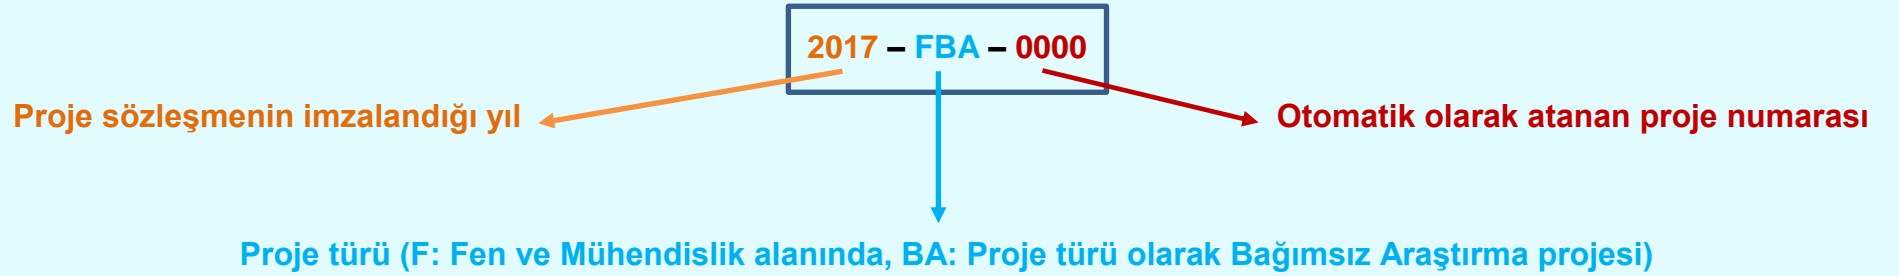 2017 – FBA – 0000
Proje sözleşmenin imzalandığı yıl
Otomatik olarak atanan proje numarası
Proje türü (F: Fen ve Mühendislik alanında, BA: Proje türü olarak Bağımsız Araştırma projesi)